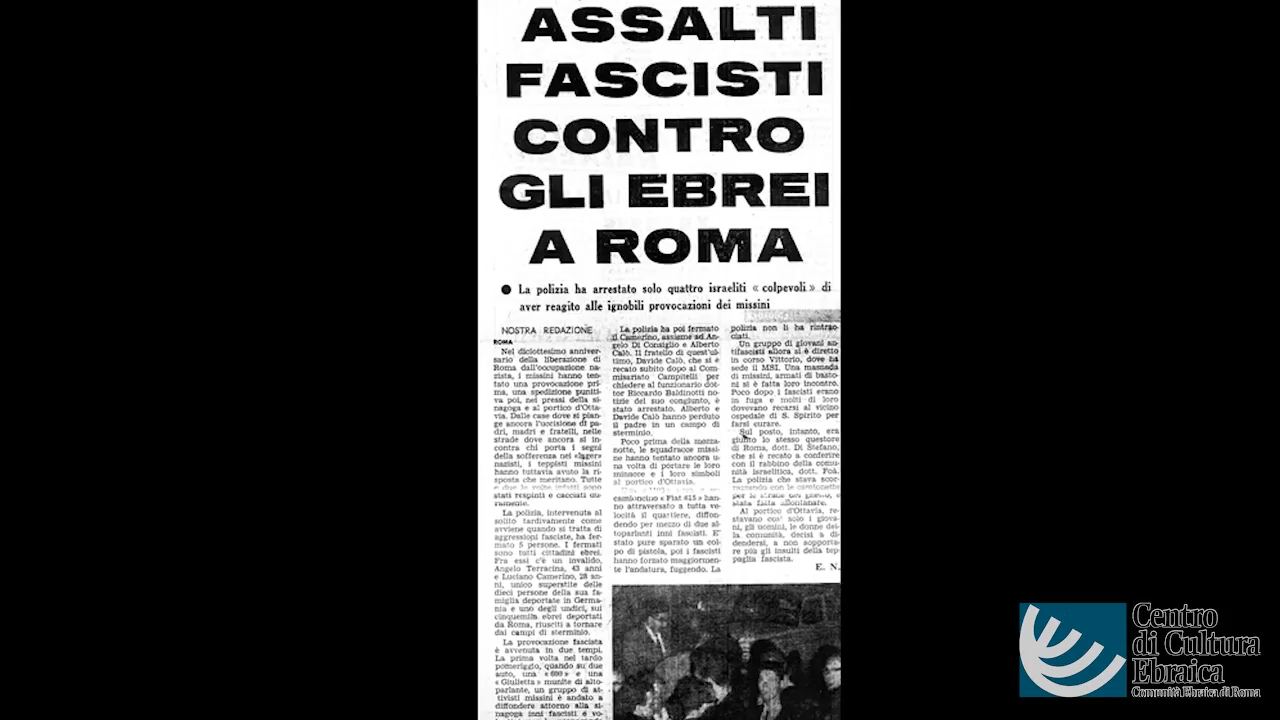 ASSALTI
FASCISTI
CONTRO
GLI EBREI
A ROMA
● La polizia ha arrestato solo quattro israeliti « colpevoli » di
aver reagito alle ignobili provocazioni dei missini
NOSTRA REDAZIONE
ROMA
Nel diciottesimo anniver-
sario della liberazione di
Roma dall'occupazione na-
zista, i missini hanno ten-
tato una provocazione pri-
ma, una spedizione puniti-
va poi, nei pressi della si-
nagoga e al portico d'Otta-
via. Dalle case dove si pian-
ge ancora l'uccisione di pa-
dri, madri e fratelli, nelle
strade dove ancora si in-
contra chi porta i segni
della sofferenza nei «lager»
nazisti, i teppisti missini
hanno tuttavia avuto la ri-
sposta che meritano. Tutte
e due le volte infatti sono
stati respinti e cacciati du-
ramente.
La polizia, intervenuta al
solito tardivamente come
avviene quando si tratta di
aggressioni fasciste, ha fer-
mato 5 persone. I fermati
sono tutti cittadini ebrei.
Fra essi c'è un invalido,
Angelo Terracina, 43 anni
e Luciano Camerino, 28 an-
ni, unico superstite delle
dieci persone della sua fa-
miglia deportate in Germa-
nia e uno degli undici, sui
cinquemila ebrei deportati
da Roma, riusciti a tornare
dai campi di sterminio.
La provocazione fascista
è avvenuta in due tempi.
La prima volta nel tardo
pomeriggio, quando su due
auto, una «600» e una
«Giulietta» munite di alto-
parlante, un gruppo di at-
tivisti missini è andato a
diffondere attorno alla si-
nagoga inni fascisti e vo-
La polizia ha poi fermato
il Camerino, assieme ad An-
gelo Di Consiglio e Alberto
Calò. Il fratello di quest'ul-
timo, Davide Calò, che si è
recato subito dopo al Com-
missariato Campitelli per
chiedere al funzionario dot-
tor Riccardo Baldinotti no-
tizie del suo congiunto, è
stato arrestato. Alberto e
Davide Calò hanno perduto
il padre in un campo di
sterminio.
Poco prima della mezza-
notte, le squadracce missi-
ne hanno tentato ancora u-
na volta di portare le loro
minacce e i loro simboli
al portico d'Ottavia.
camioncino « Fiat 615 » han-
no attraversato a tutta ve-
locità il quartiere, diffon-
dendo per mezzo di due al-
toparlanti inni fascisti. E'
stato pure sparato un col-
po di pistola, poi i fascisti
hanno forzato maggiormen-
te l'andatura, fuggendo. La
polizia non li ha rintrac-
ciati.
Un gruppo di giovani an-
tifascisti allora si è diretto
in corso Vittorio, dove ha
sede il MSI. Una masnada
di missini, armati di basto-
ni si è fatta loro incontro.
Poco dopo i fascisti erano
in fuga e molti di loro
dovevano recarsi al vicino
ospedale di S. Spirito per
farsi curare.
Sul posto, intanto, era
giunto lo stesso questore
di Roma, dott. Di Stefano,
che si è recato a conferire
con il rabbino della comu-
nità israelitica, dott. Foà.
La polizia che stava scor-
razzando con le camionette
per le strade del ghetto, è
stata fatta allontanare.
Al portico d'Ottavia, re-
stavano così solo i giova-
ni, gli uomini, le donne del-
la comunità, decisi a di-
fendersi, a non sopporta-
re più gli insulti della tep-
paglia fascista.
E. N.
Centro
di Cultura
Ebraica
Comunità Ebraica di Roma